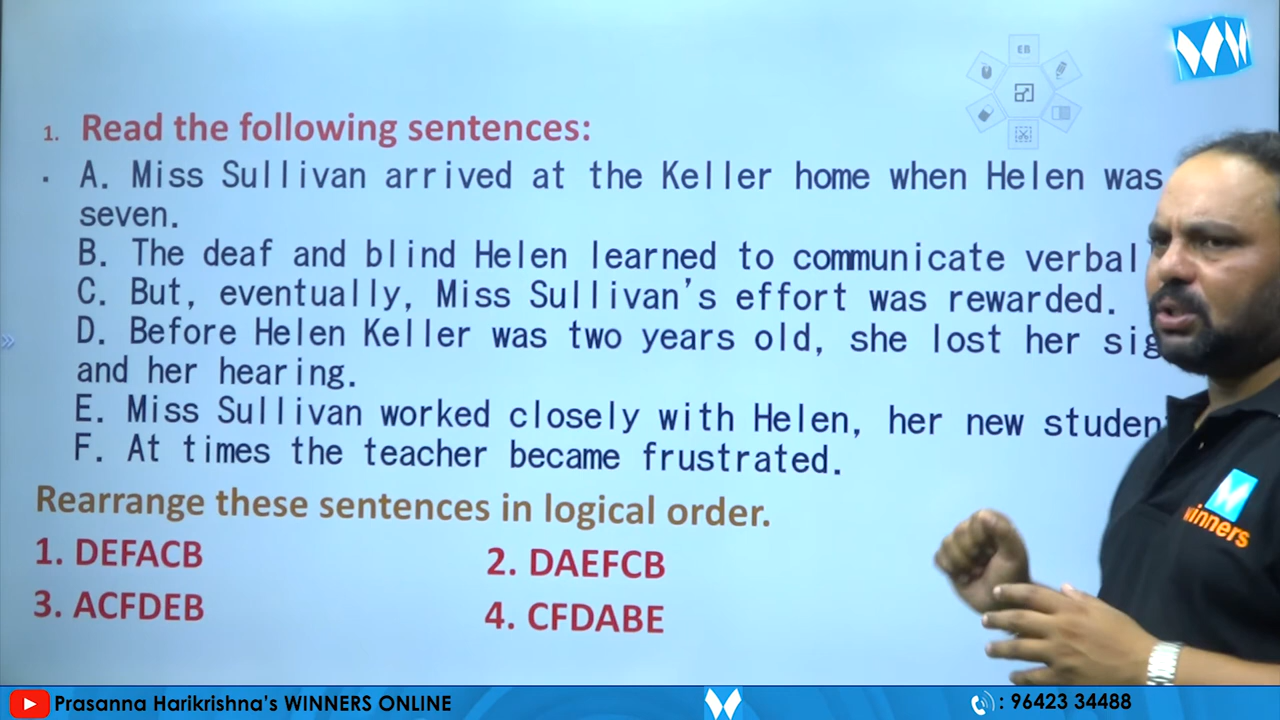 EB
1. Read the following sentences:
A. Miss Sullivan arrived at the Keller home when Helen was
seven.
B. The deaf and blind Helen learned to communicate
C. But, eventually, Miss Sullivan's effort was rewarded.
D. Before Helen Keller was two years old, she lost her
and her hearing.
E. Miss Sullivan worked closely with Helen, her new
F. At times the teacher became frustrated.
Rearrange these sentences in logical order.
1. DEFACB 2. DAEFCB
3. ACFDEB 4. CFDABE
winners
Prasanna Harikrishna's WINNERS ONLINE : 96423 34488